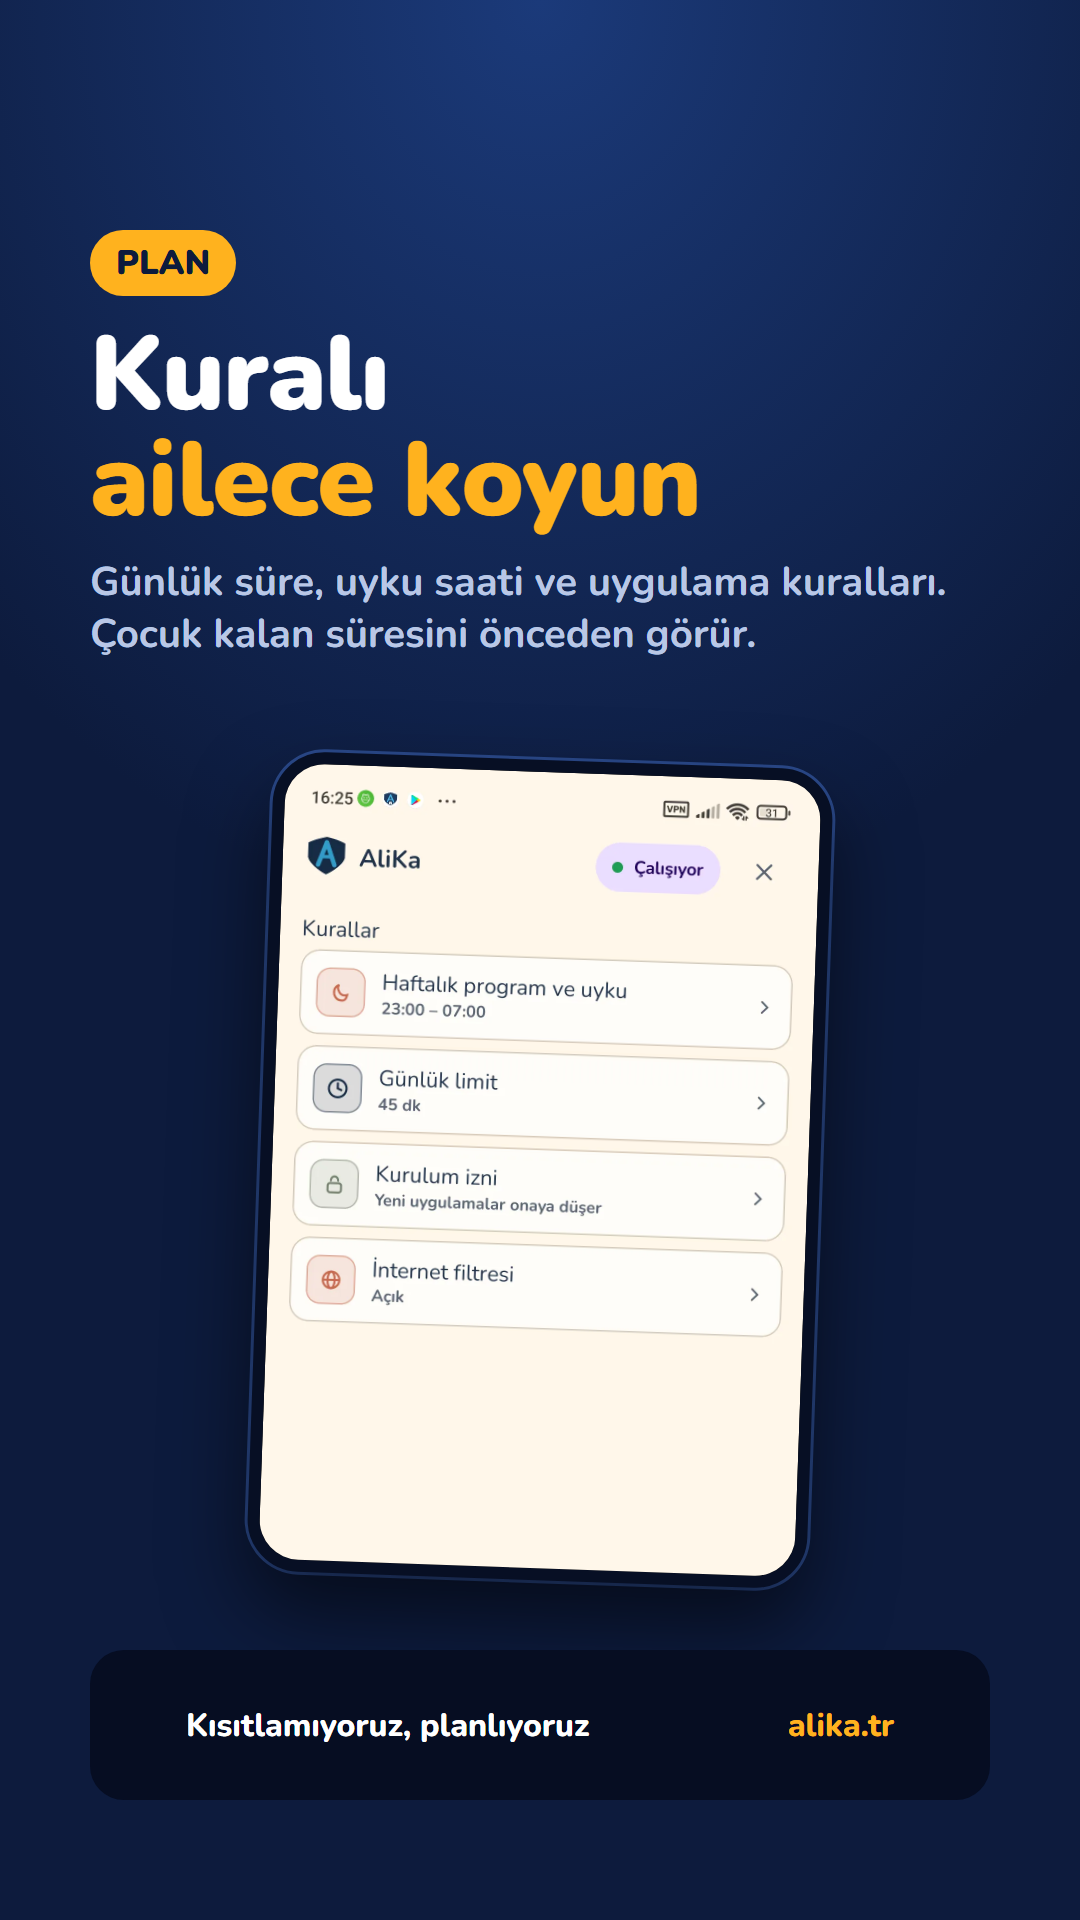 PLAN
Kuralı
ailece koyun
Günlük süre, uyku saati ve uygulama kuralları.
Çocuk kalan süresini önceden görür.
16:25
VPN
31
AliKa
Çalışıyor
Kurallar
Haftalık program ve uyku
23:00 – 07:00
Günlük limit
45 dk
Kurulum izni
Yeni uygulamalar onaya düşer
İnternet filtresi
Açık
Kısıtlamıyoruz, planlıyoruz
alika.tr